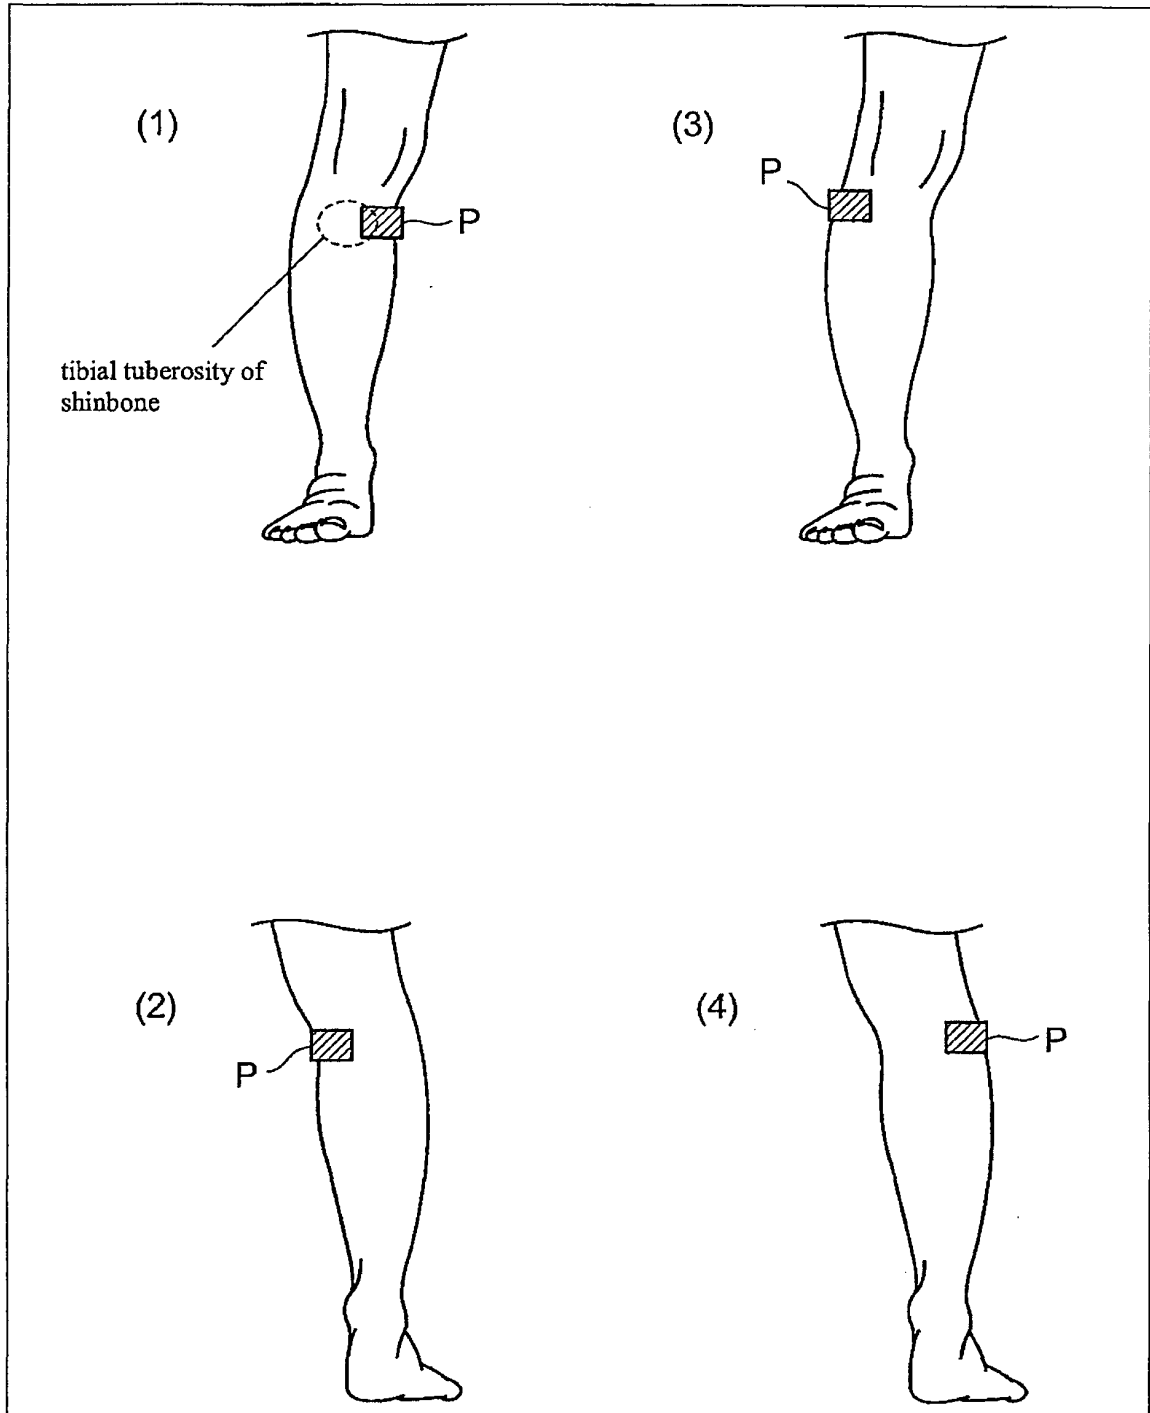 (1)
P
tibial tuberosity of
shinbone
(3)
P
(2)
P
(4)
P